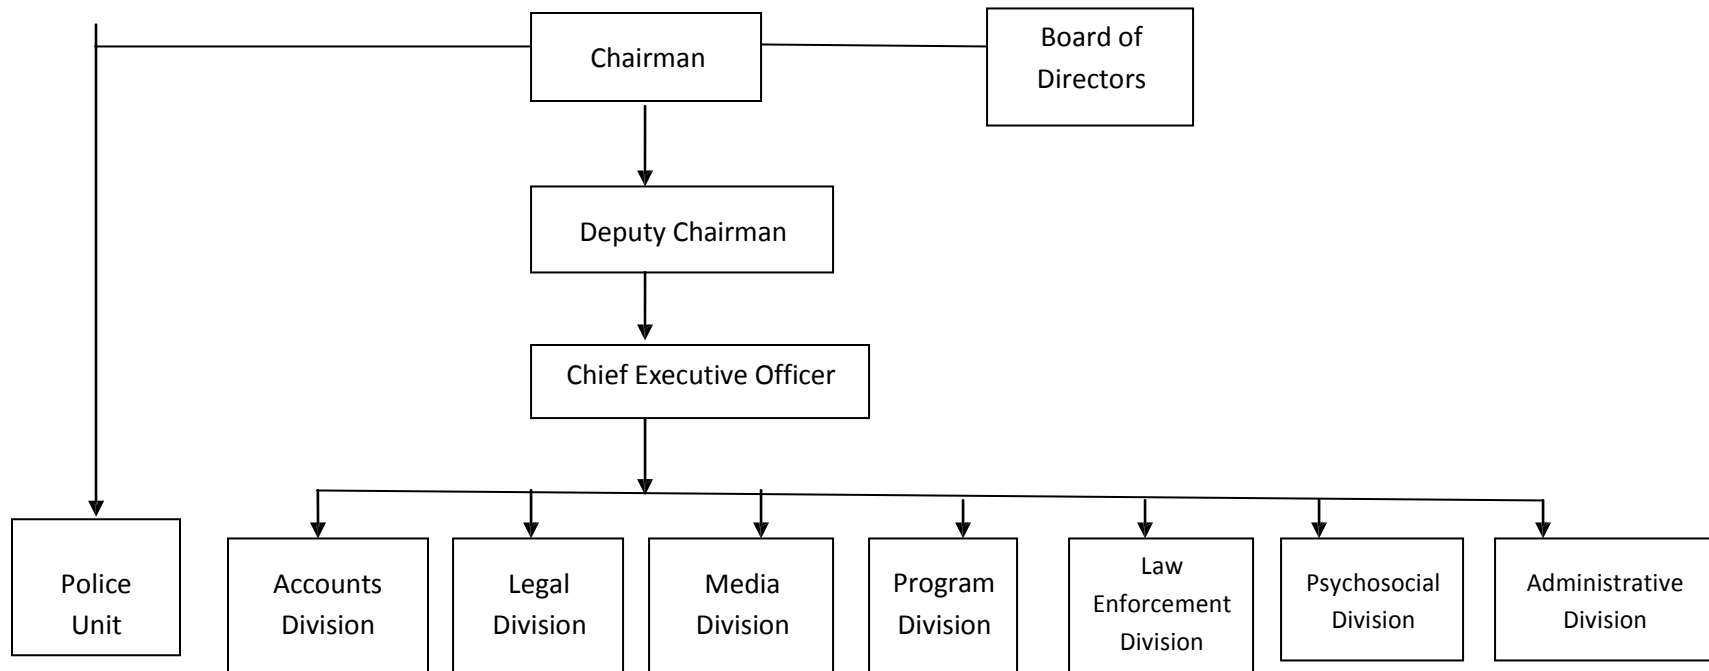 Chairman
Board of
Directors
Deputy Chairman
Chief Executive Officer
Police
Unit
Accounts
Division
Legal
Division
Media
Division
Program
Division
Law
Enforcement
Division
Psychosocial
Division
Administrative
Division